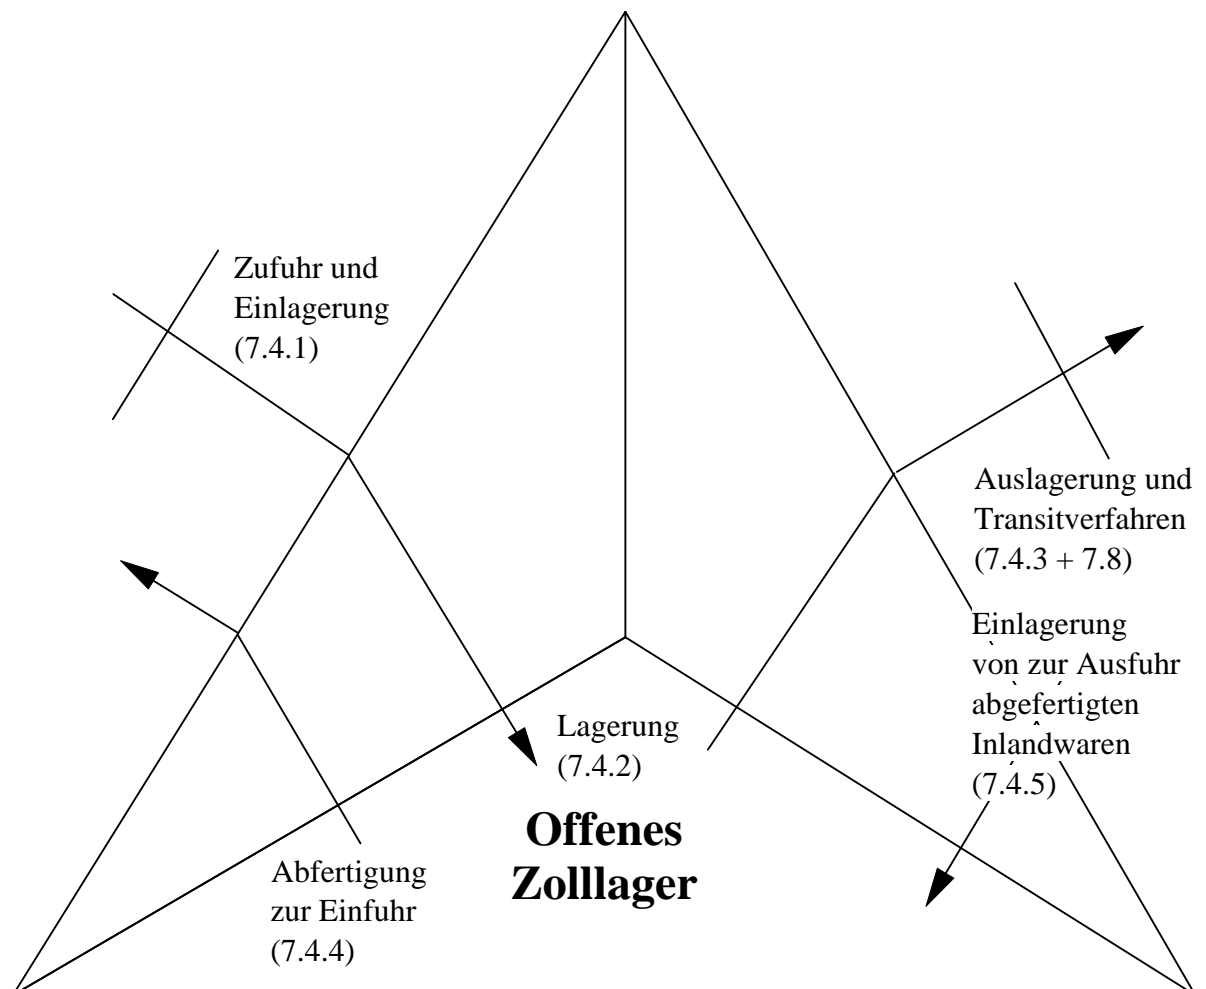 Zufuhr und
Einlagerung
(7.4.1)
Auslagerung und
Transitverfahren
(7.4.3 + 7.8)
Einlagerung
von zur Ausfuhr
abgefertigten
Inlandwaren
(7.4.5)
Lagerung
(7.4.2)
Offenes
Zolllager
Abfertigung
zur Einfuhr
(7.4.4)